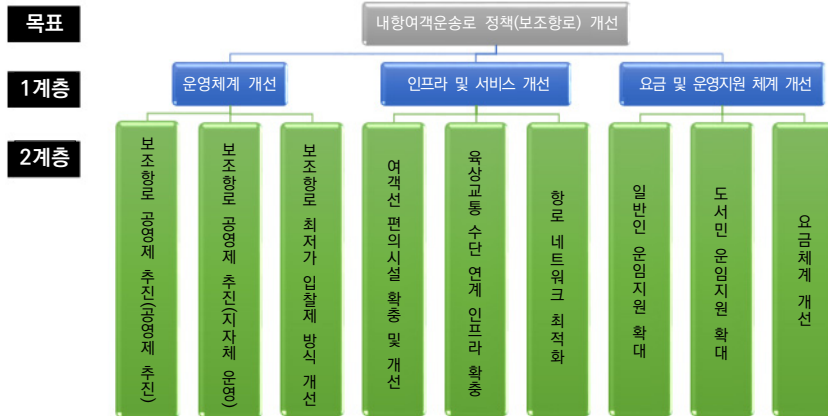 목표
내항여객운송로 정책(보조항로) 개선
1계층
운영체계 개선
인프라 및 서비스 개선
요금 및 운영지원 체계 개선
2계층
보조항로 공영제 추진(공영제 추진)
보조항로 공영제 추진(지자체 운영)
보조항로 최저가 입찰제 방식 개선
여객선 편의시설 확충 및 개선
육상교통 수단 연계 인프라 확충
항로 네트워크 최적화
일반인 운임지원 확대
도서민 운임지원 확대
요금체계 개선